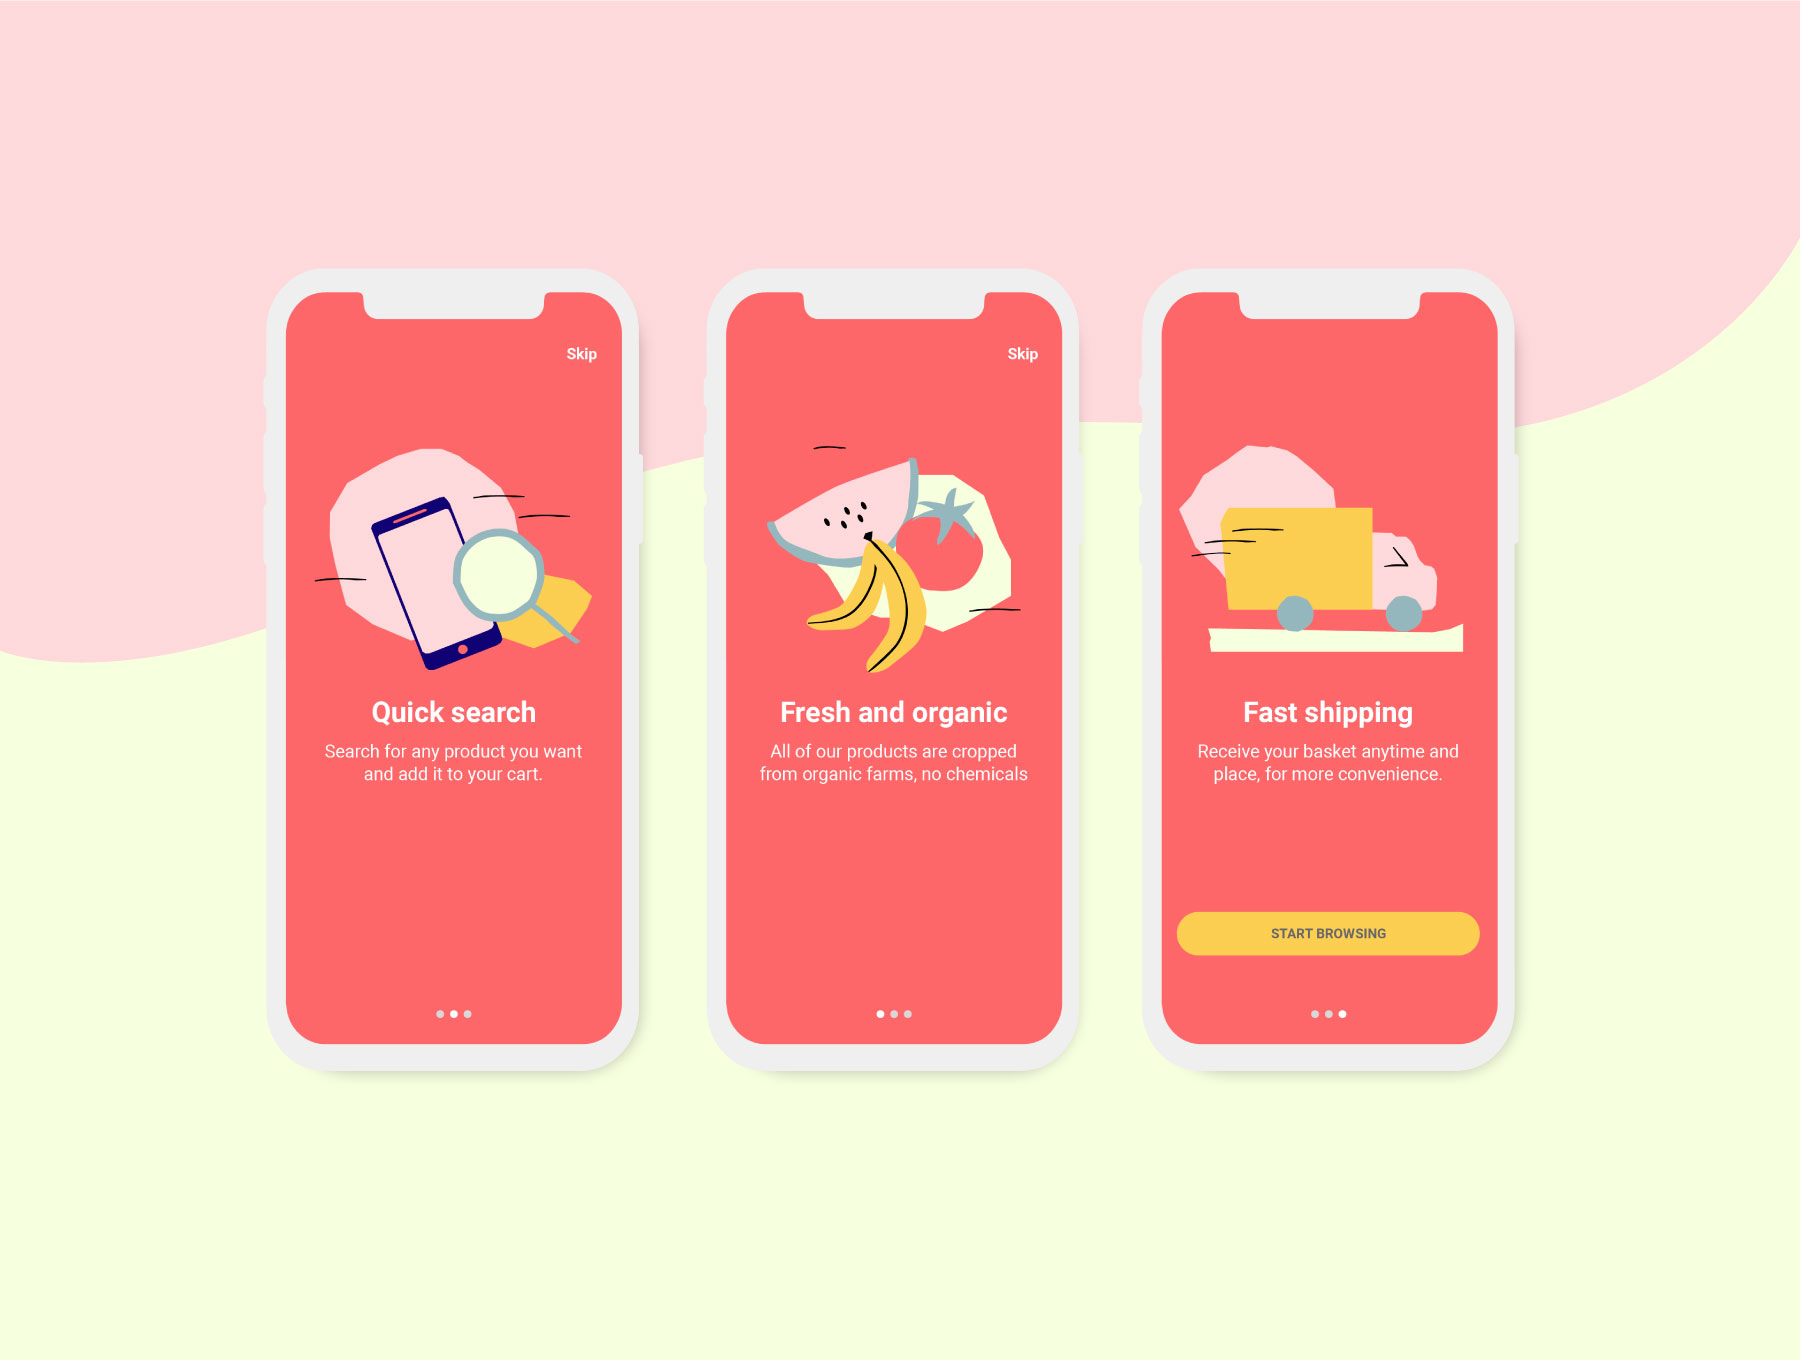 Skip
Quick search
Search for any product you want
and add it to your cart.
Skip
Fresh and organic
All of our products are cropped
from organic farms, no chemicals
Fast shipping
Receive your basket anytime and
place, for more convenience.
START BROWSING